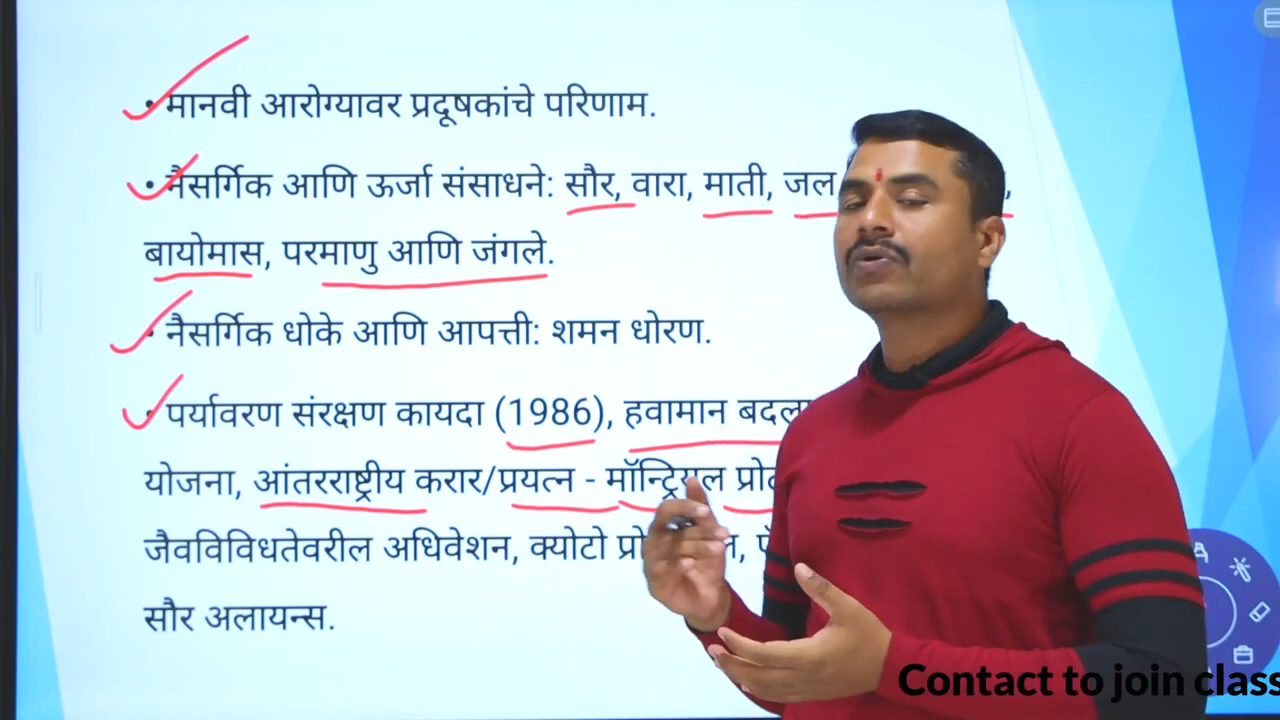 • मानवी आरोग्यावर प्रदूषकांचे परिणाम.
• नैसर्गिक आणि ऊर्जा संसाधने: सौर, वारा, माती, जल
बायोमास, परमाणु आणि जंगले.
• नैसर्गिक धोके आणि आपत्ती: शमन धोरण.
• पर्यावरण संरक्षण कायदा (1986), हवामान बदल
योजना, आंतरराष्ट्रीय करार/प्रयत्न - मॉन्ट्रियल
जैवविविधतेवरील अधिवेशन, क्योटो
सौर अलायन्स.
Contact to join class